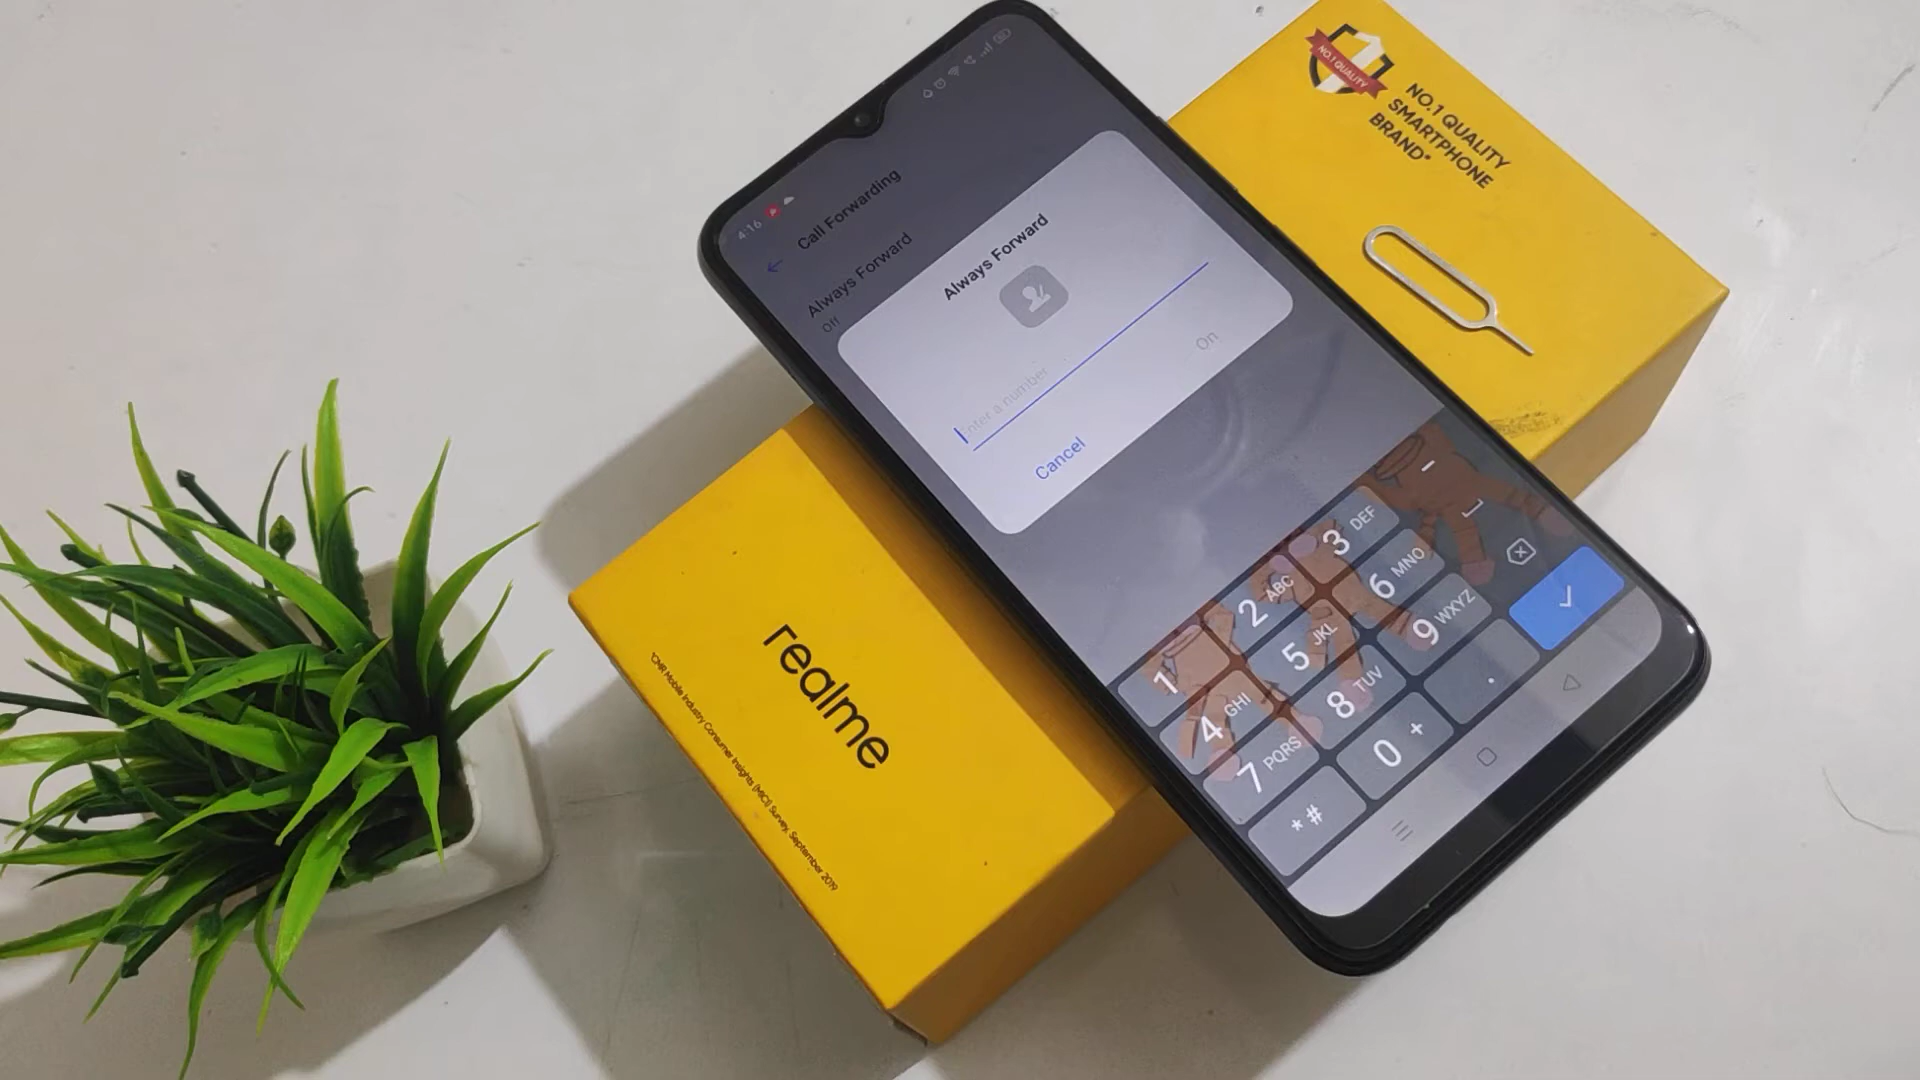 4:16
Call Forwarding
Always Forward
Off
Always Forward
Enter a number
Cancel
On
1
2 ABC
3 DEF
-
4 GHI
5 JKL
6 MNO
7 PQRS
8 TUV
9 WXYZ
* #
0 +
.
NO.1 QUALITY
NO.1 QUALITY
SMARTPHONE
BRAND*
realme
*CMR Mobile Industry Consumer Insights (MICI) Survey, September 2019